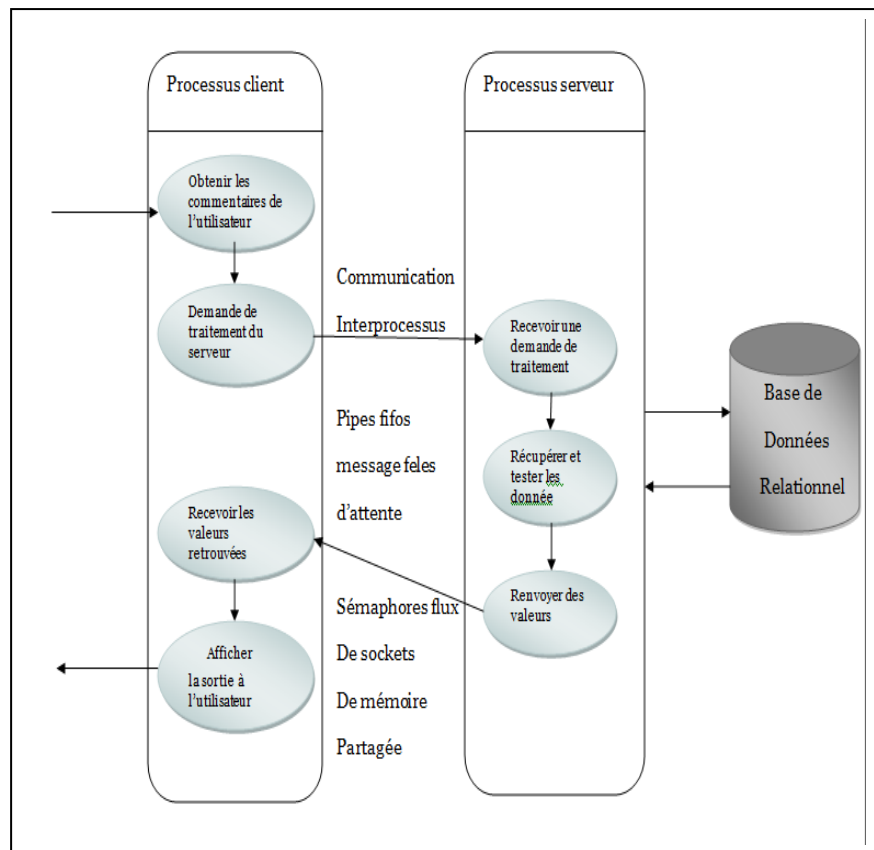 Processus client
Processus serveur
Obtenir les
commentaires de
l'utilisateur
Demande de
traitement du
serveur
Communication
Interprocessus
Recevoir une
demande de
traitement
Base de
Données
Relationnel
Pipes fifos
message feles
d'attente
Récupérer et
tester les
donnée
Recevoir les
valeurs
retrouvées
Renvoyer des
valeurs
Sémaphores flux
De sockets
De mémoire
Partagée
Afficher
la sortie à
l'utilisateur